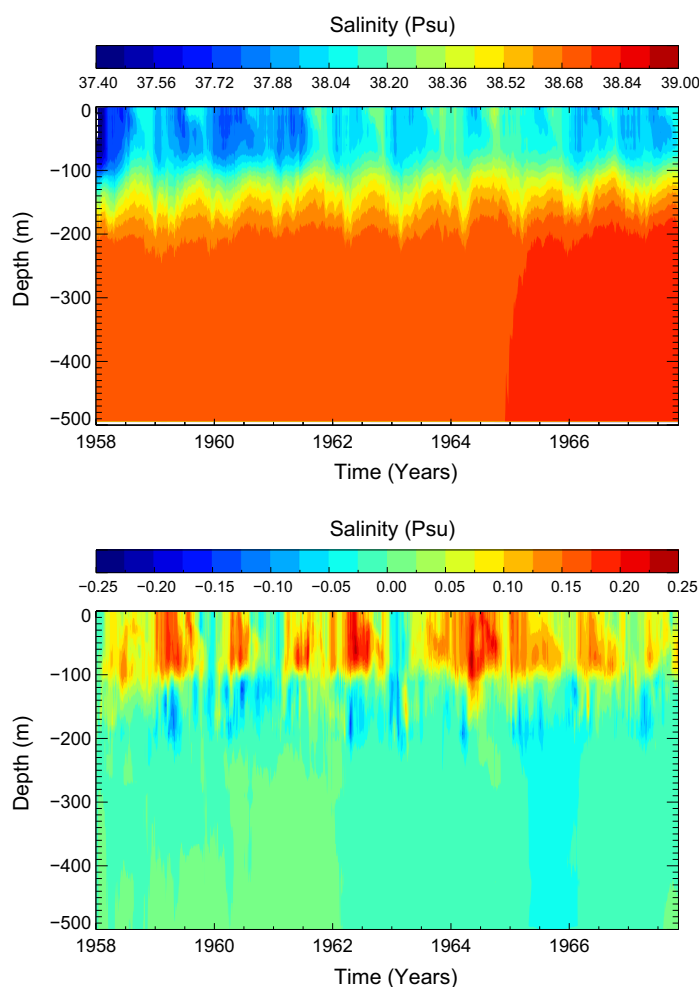 Salinity (Psu)
37.40 37.56 37.72 37.88 38.04 38.20 38.36 38.52 38.68 38.84 39.00
0
−100
−200
−300
−400
−500
Depth (m)
1958 1960 1962 1964 1966
Time (Years)
Salinity (Psu)
−0.25 −0.20 −0.15 −0.10 −0.05 0.00 0.05 0.10 0.15 0.20 0.25
0
−100
−200
−300
−400
−500
Depth (m)
1958 1960 1962 1964 1966
Time (Years)